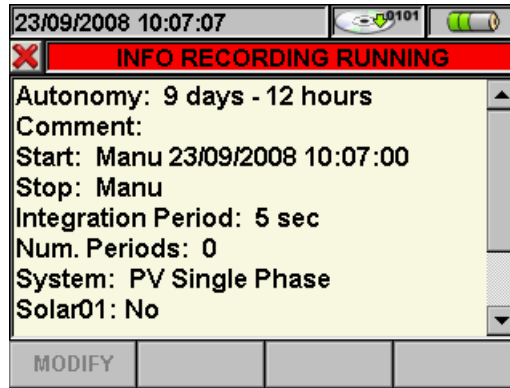 23/09/2008 10:07:07
0101
INFO RECORDING RUNNING
Autonomy: 9 days - 12 hours
Comment:
Start: Manu 23/09/2008 10:07:00
Stop: Manu
Integration Period: 5 sec
Num. Periods: 0
System: PV Single Phase
Solar01: No
MODIFY